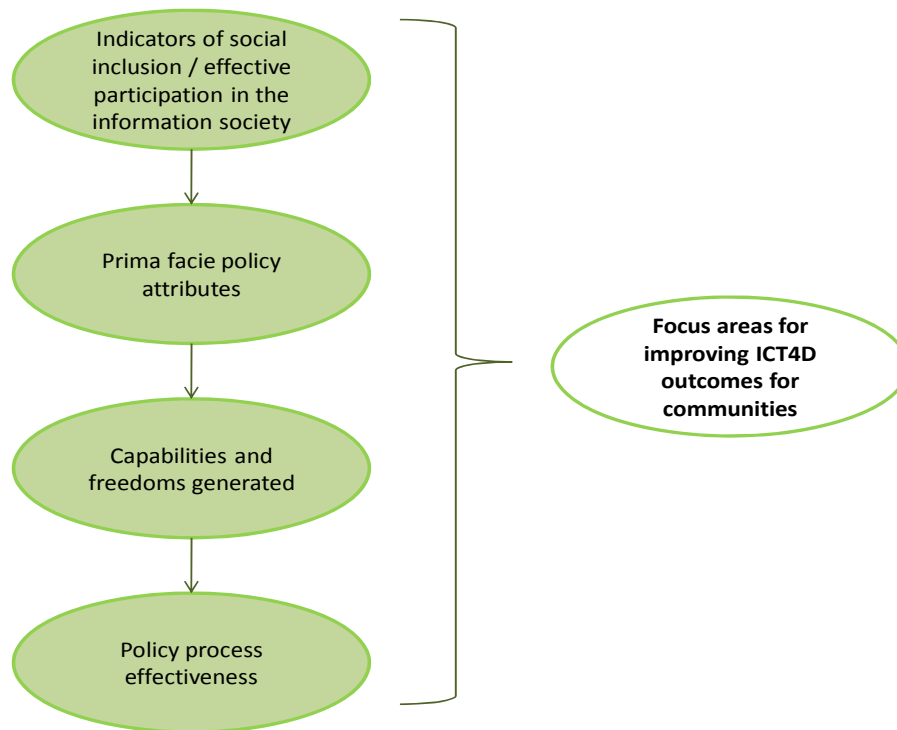 Indicators of social
inclusion / effective
participation in the
information society
Prima facie policy
attributes
Capabilities and
freedoms generated
Policy process
effectiveness
Focus areas for
improving ICT4D
outcomes for
communities